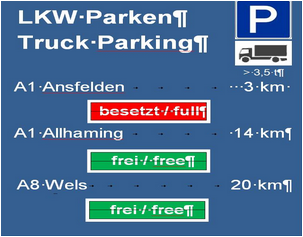 LKW·Parken¶
Truck·Parking¶
P
>·3,5·t¶
A1·Ansfelden · · · ···3·km·
besetzt·/·full¶
A1·Allhaming · · · ·14·km¶
frei·/·free¶
A8·Wels · · · · 20·km¶
frei·/·free¶